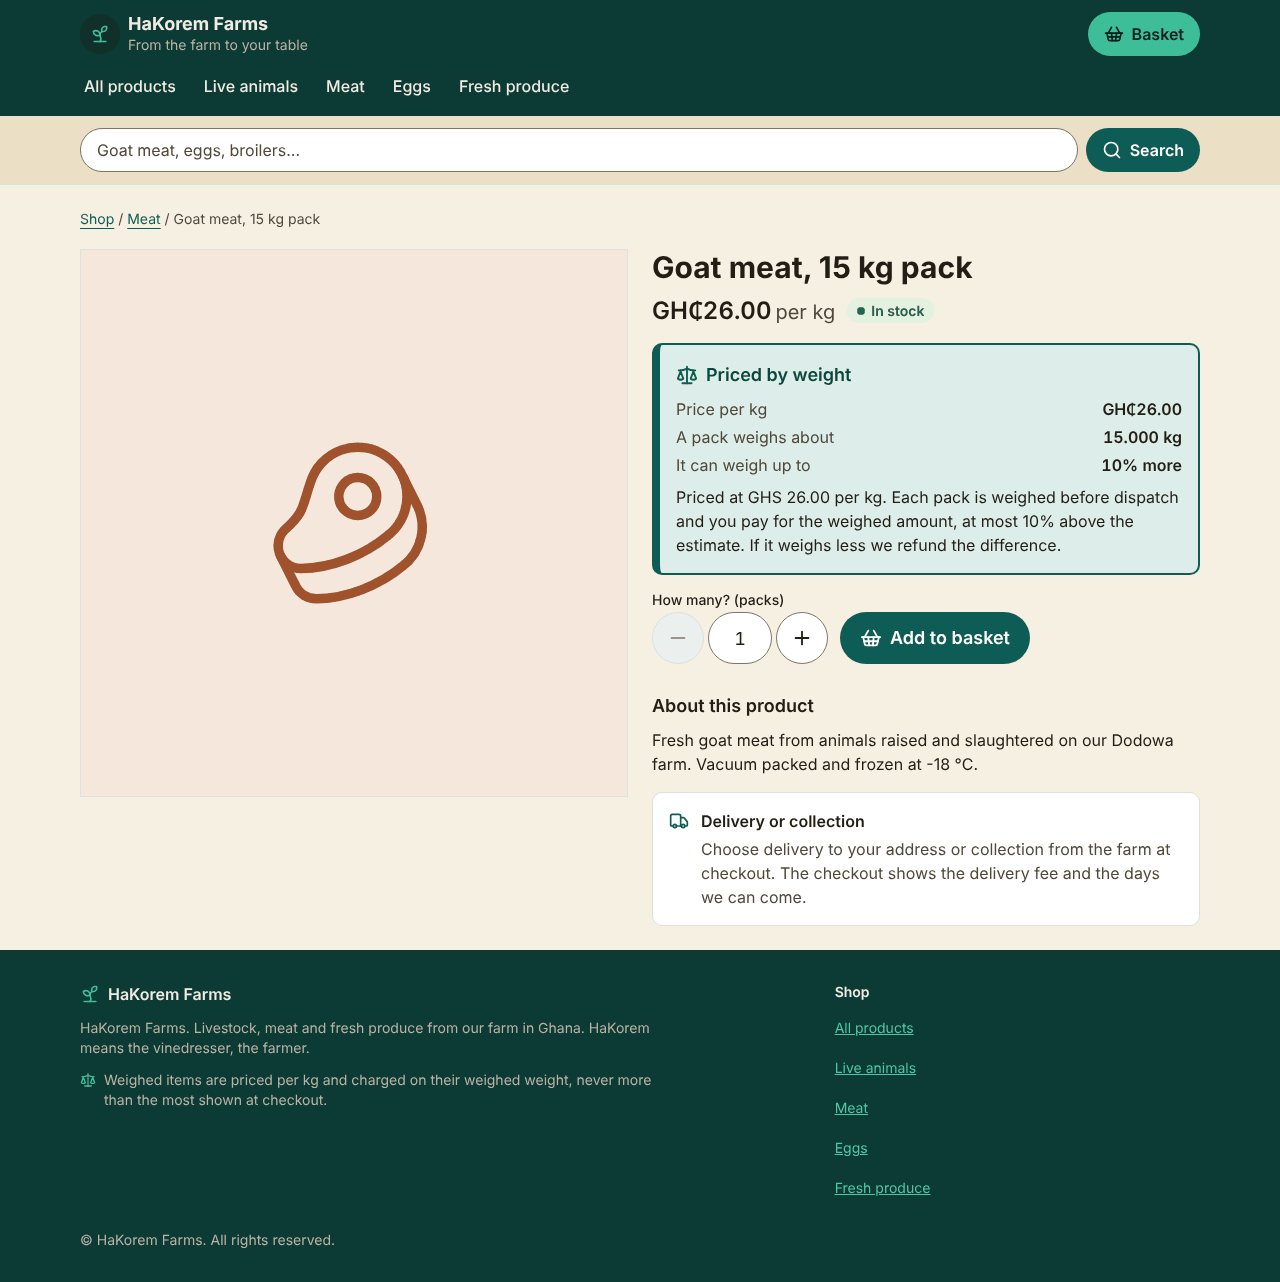 HaKorem Farms
From the farm to your table
Basket
All products
Live animals
Meat
Eggs
Fresh produce
Goat meat, eggs, broilers...
Search
Shop / Meat / Goat meat, 15 kg pack
Goat meat, 15 kg pack
GH₵26.00 per kg
In stock
Priced by weight
Price per kg GH₵26.00
A pack weighs about 15.000 kg
It can weigh up to 10% more
Priced at GHS 26.00 per kg. Each pack is weighed before dispatch
and you pay for the weighed amount, at most 10% above the
estimate. If it weighs less we refund the difference.
How many? (packs)
1
Add to basket
About this product
Fresh goat meat from animals raised and slaughtered on our Dodowa
farm. Vacuum packed and frozen at -18 °C.
Delivery or collection
Choose delivery to your address or collection from the farm at
checkout. The checkout shows the delivery fee and the days
we can come.
HaKorem Farms
HaKorem Farms. Livestock, meat and fresh produce from our farm in Ghana. HaKorem
means the vinedresser, the farmer.
Weighed items are priced per kg and charged on their weighed weight, never more
than the most shown at checkout.
Shop
All products
Live animals
Meat
Eggs
Fresh produce
© HaKorem Farms. All rights reserved.